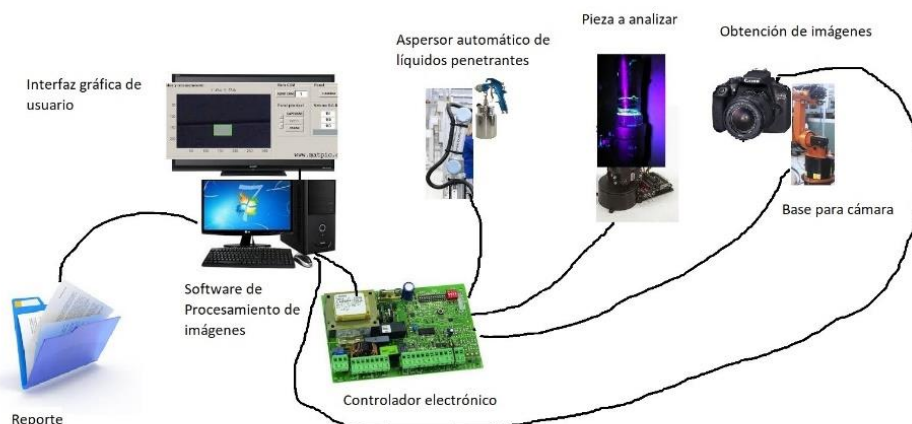 Interfaz gráfica de
usuario
Aspersor automático de
líquidos penetrantes
Pieza a analizar
Obtención de imágenes
Base para cámara
Software de
Procesamiento de
imágenes
Controlador electrónico
Reporte